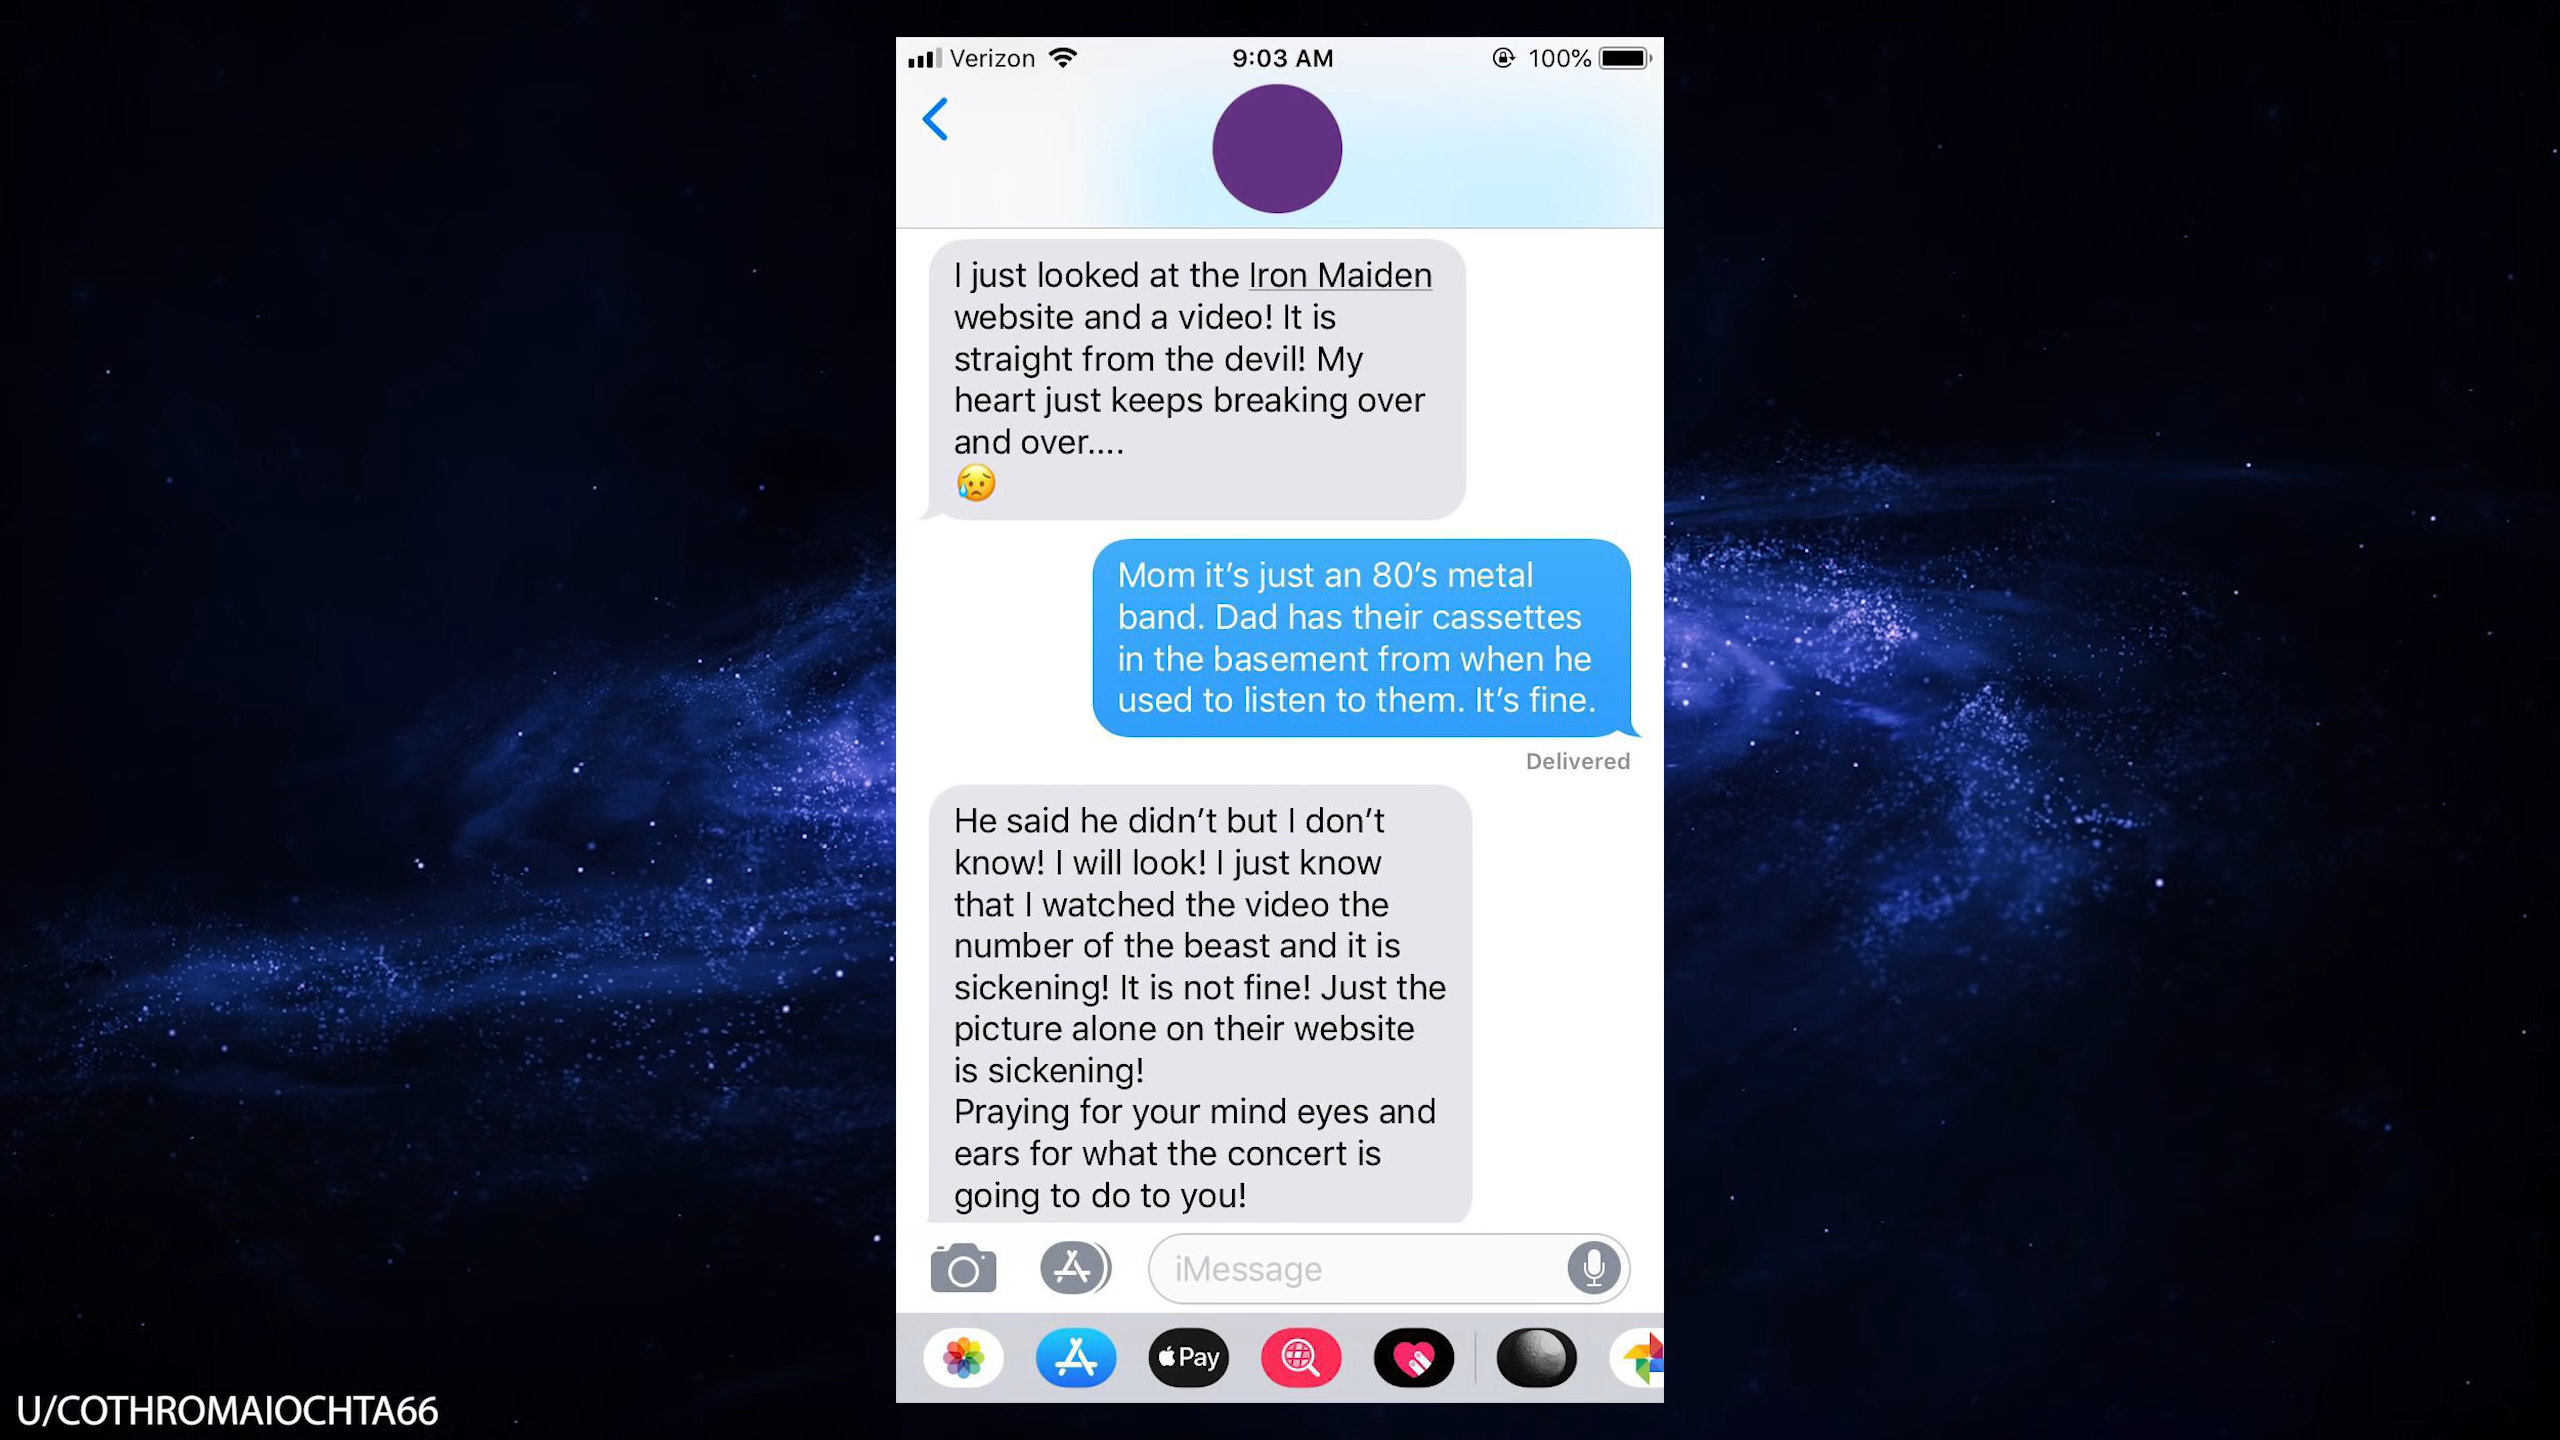 Verizon 9:03 AM 100%
I just looked at the Iron Maiden
website and a video! It is
straight from the devil! My
heart just keeps breaking over
and over....
😥
Mom it's just an 80's metal
band. Dad has their cassettes
in the basement from when he
used to listen to them. It's fine.
Delivered
He said he didn't but I don't
know! I will look! I just know
that I watched the video the
number of the beast and it is
sickening! It is not fine! Just the
picture alone on their website
is sickening!
Praying for your mind eyes and
ears for what the concert is
going to do to you!
iMessage
Pay
U/COTHROMAIOCHTA66